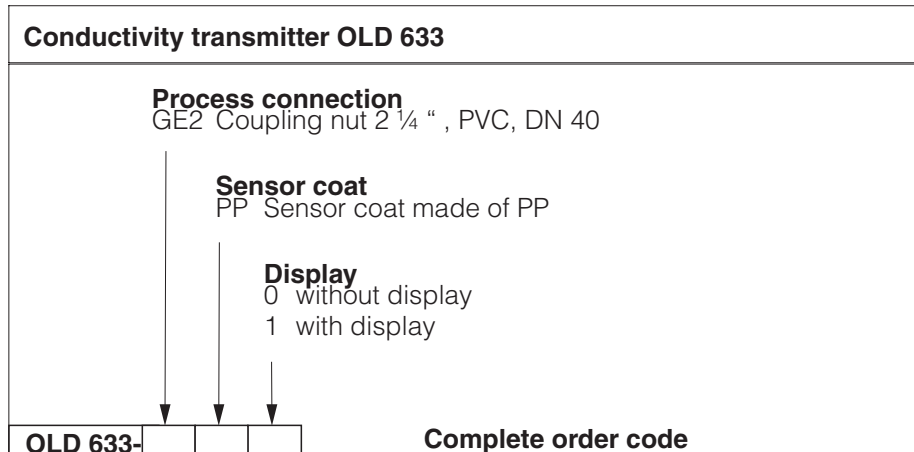 Conductivity transmitter OLD 633
Process connection
GE2 Coupling nut 2 ¼ “ , PVC, DN 40
Sensor coat
PP Sensor coat made of PP
Display
0 without display
1 with display
OLD 633- Complete order code